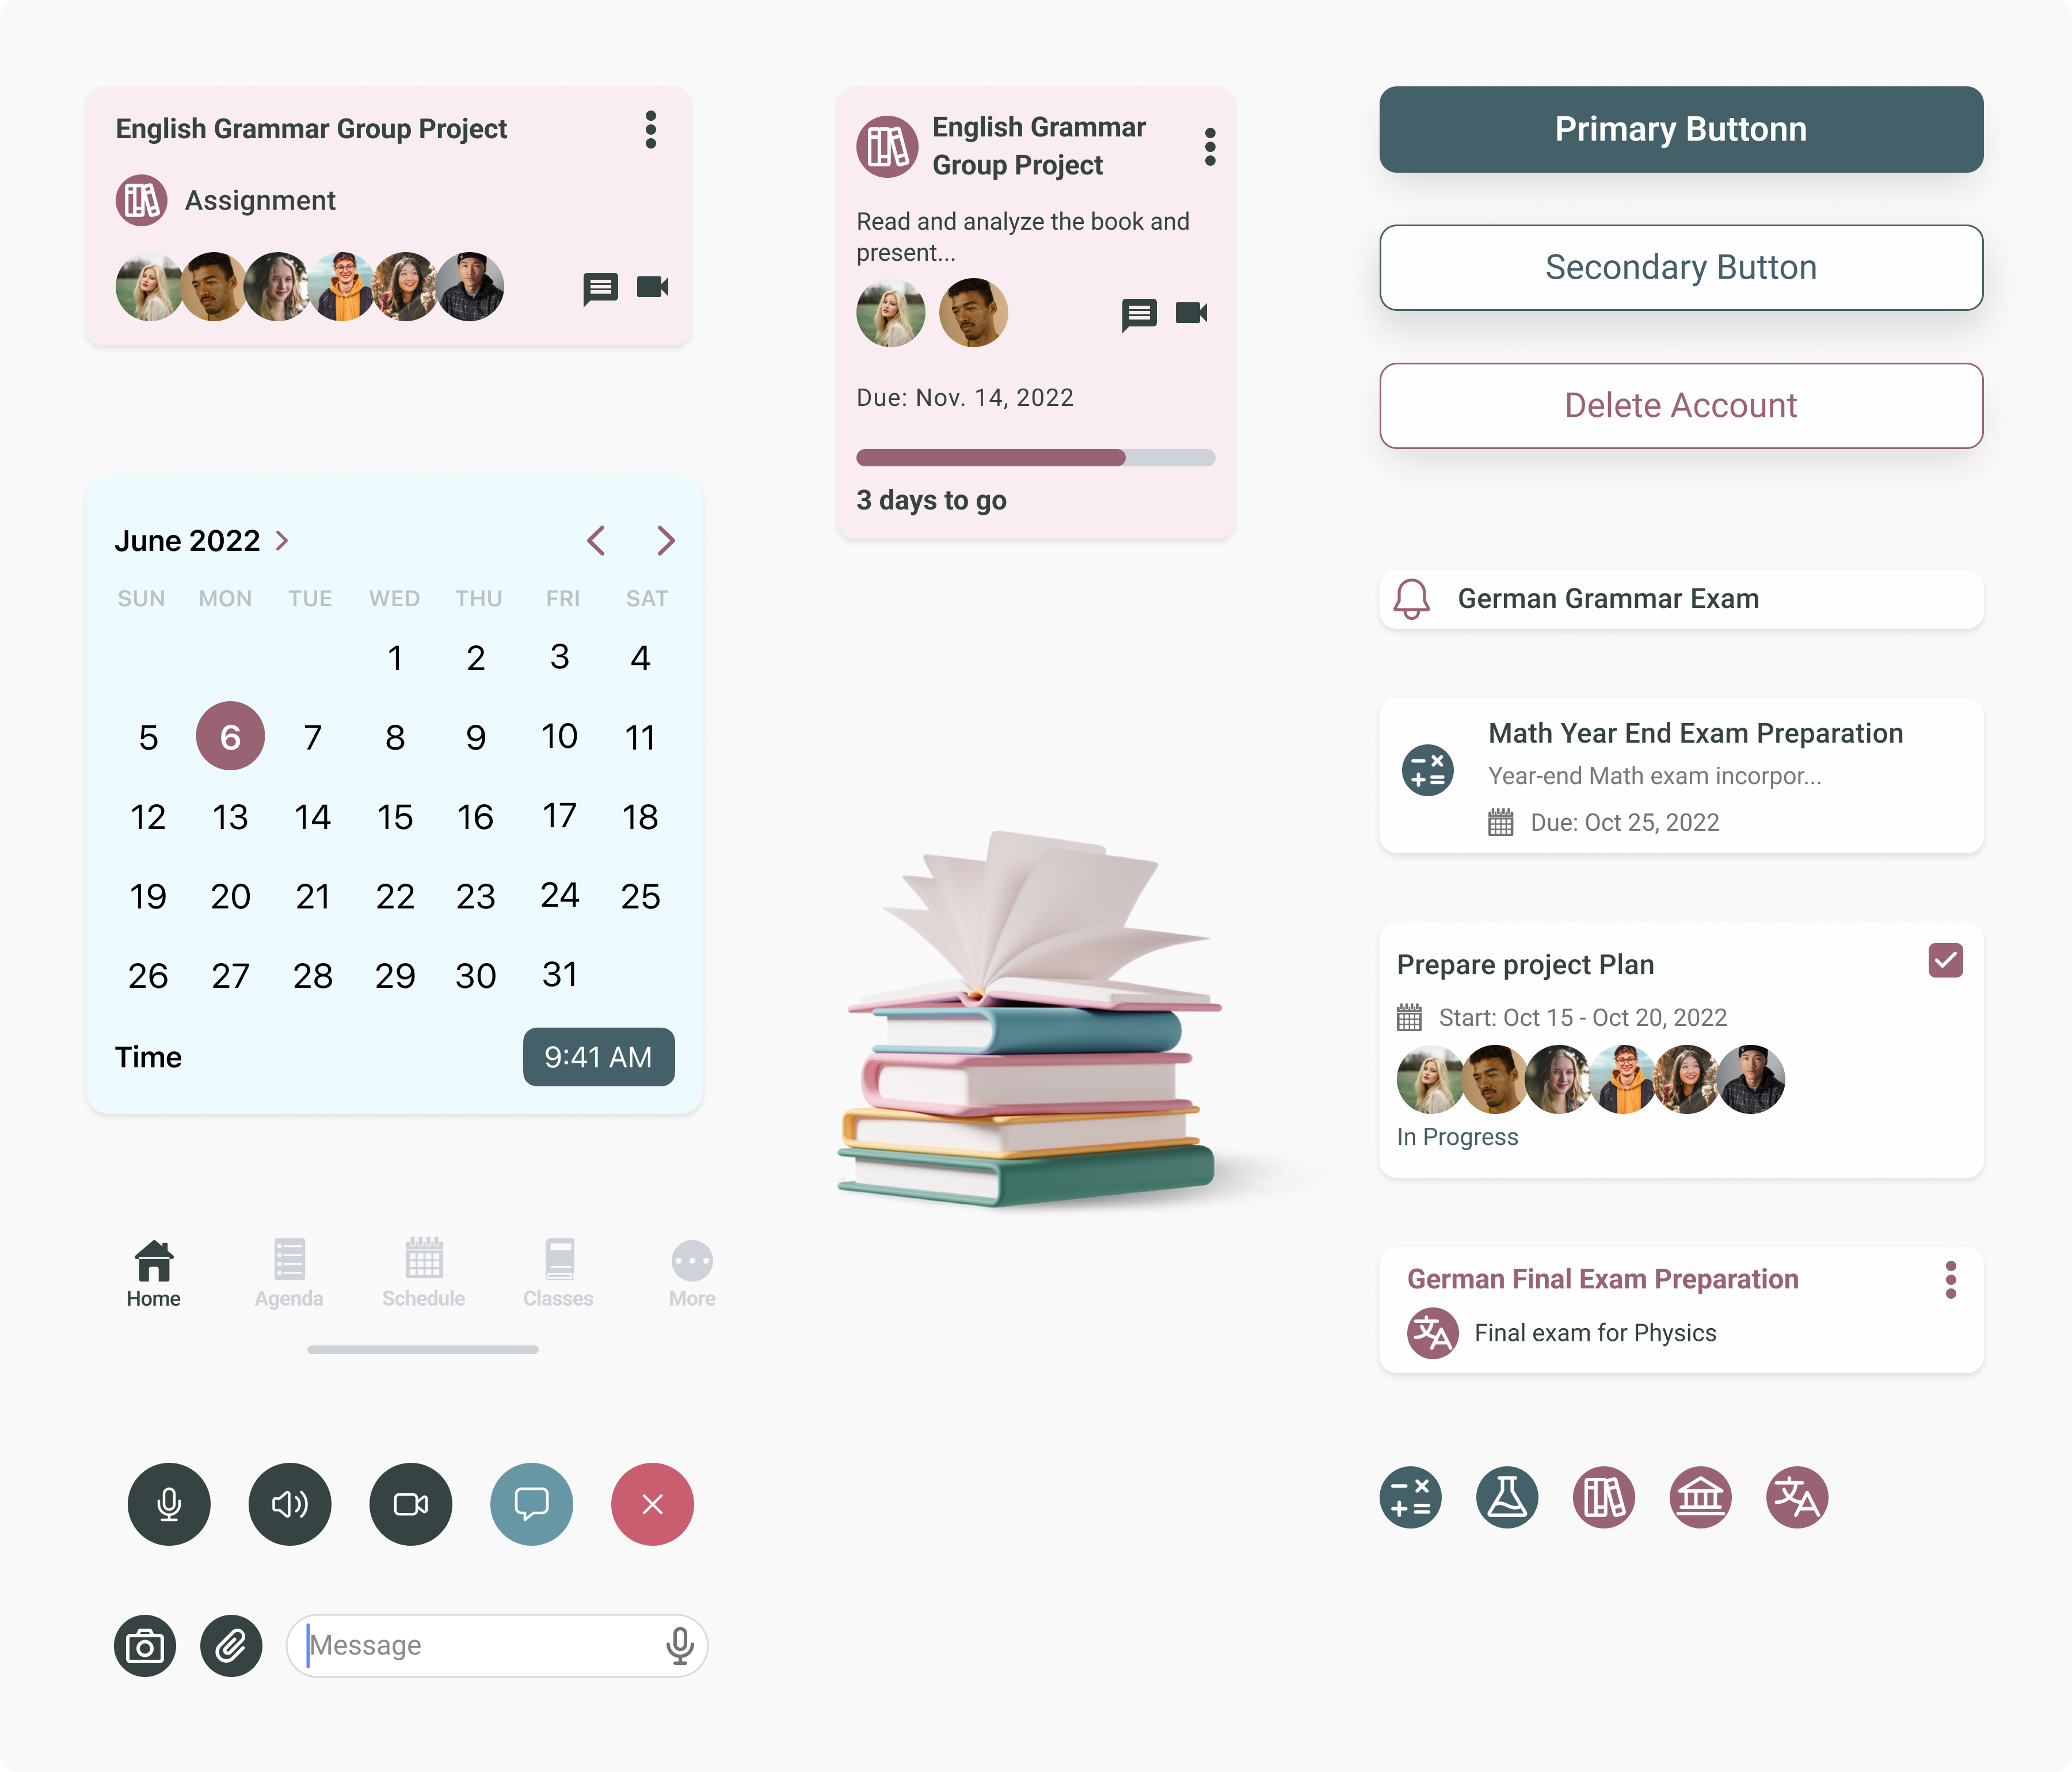 English Grammar Group Project
Assignment
June 2022
SUN MON TUE WED THU FRI SAT
1 2 3 4
5 6 7 8 9 10 11
12 13 14 15 16 17 18
19 20 21 22 23 24 25
26 27 28 29 30 31
Time 9:41 AM
Home Agenda Schedule Classes More
Message
English Grammar
Group Project
Read and analyze the book and
present...
Due: Nov. 14, 2022
3 days to go
Primary Buttonn
Secondary Button
Delete Account
German Grammar Exam
Math Year End Exam Preparation
Year-end Math exam incorpor...
Due: Oct 25, 2022
Prepare project Plan
Start: Oct 15 - Oct 20, 2022
In Progress
German Final Exam Preparation
文A Final exam for Physics
文A